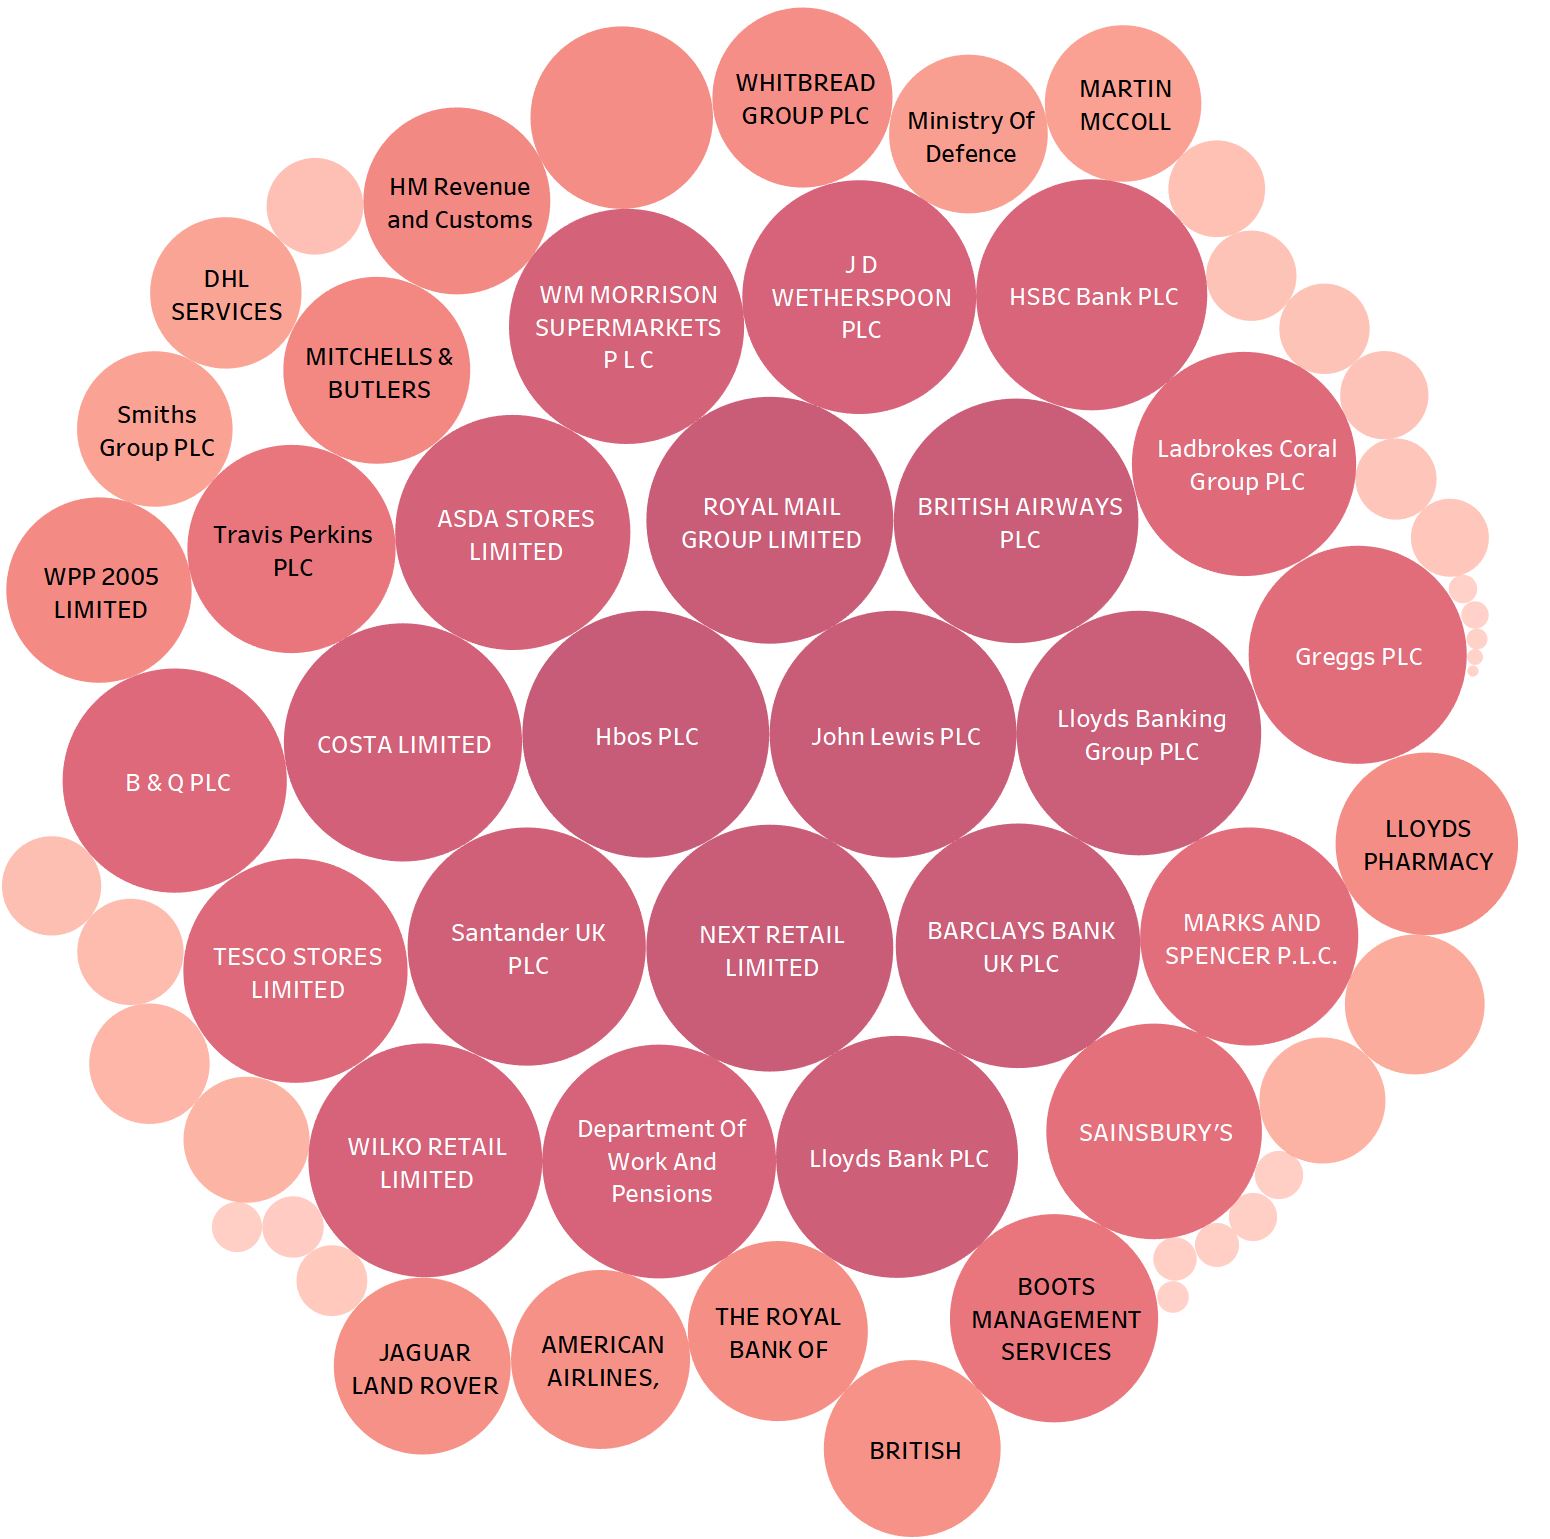 WHITBREAD
GROUP PLC
Ministry Of
Defence
MARTIN
MCCOLL
HM Revenue
and Customs
DHL
SERVICES
WM MORRISON
SUPERMARKETS
P L C
J D
WETHERSPOON
PLC
HSBC Bank PLC
MITCHELLS &
BUTLERS
Smiths
Group PLC
Ladbrokes Coral
Group PLC
Travis Perkins
PLC
ASDA STORES
LIMITED
ROYAL MAIL
GROUP LIMITED
BRITISH AIRWAYS
PLC
WPP 2005
LIMITED
Greggs PLC
B & Q PLC
COSTA LIMITED
Hbos PLC
John Lewis PLC
Lloyds Banking
Group PLC
LLOYDS
PHARMACY
TESCO STORES
LIMITED
Santander UK
PLC
NEXT RETAIL
LIMITED
BARCLAYS BANK
UK PLC
MARKS AND
SPENCER P.L.C.
WILKO RETAIL
LIMITED
Department Of
Work And
Pensions
Lloyds Bank PLC
SAINSBURY’S
JAGUAR
LAND ROVER
AMERICAN
AIRLINES,
THE ROYAL
BANK OF
BOOTS
MANAGEMENT
SERVICES
BRITISH